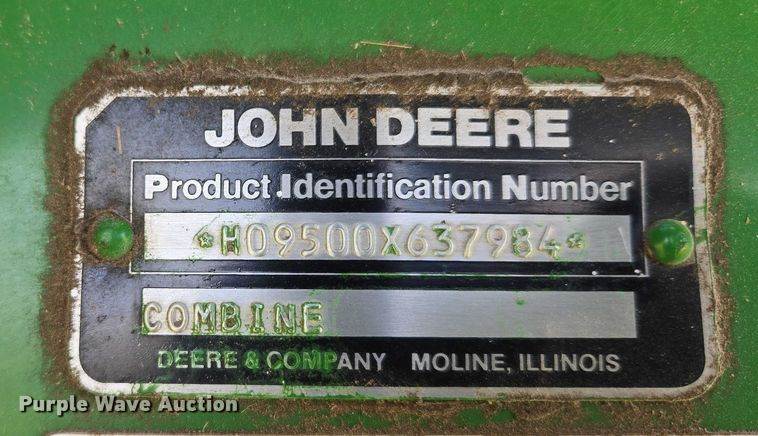 JOHN DEERE
Product Identification Number
*H09500X637984*
COMBINE
DEERE & COMPANY MOLINE, ILLINOIS
Purple Wave Auction